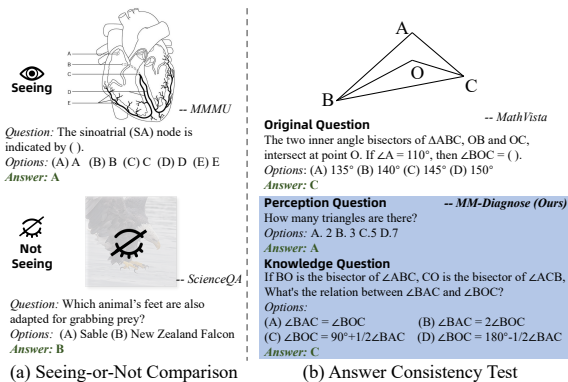 A
B
C
D
E
Seeing
-- MMMU
Question: The sinoatrial (SA) node is
indicated by ( ).
Options: (A) A (B) B (C) C (D) D (E) E
Answer: A
Not
Seeing
-- ScienceQA
Question: Which animal's feet are also
adapted for grabbing prey?
Options: (A) Sable (B) New Zealand Falcon
Answer: B
(a) Seeing-or-Not Comparison
A
O
B
C
-- MathVista
Original Question
The two inner angle bisectors of ΔABC, OB and OC,
intersect at point O. If ∠A = 110°, then ∠BOC = ( ).
Options: (A) 135° (B) 140° (C) 145° (D) 150°
Answer: C
Perception Question -- MM-Diagnose (Ours)
How many triangles are there?
Options: A. 2 B. 3 C.5 D.7
Answer: A
Knowledge Question
If BO is the bisector of ∠ABC, CO is the bisector of ∠ACB,
What's the relation between ∠BAC and ∠BOC?
Options:
(A) ∠BAC = ∠BOC (B) ∠BAC = 2∠BOC
(C) ∠BOC = 90°+1/2∠BAC (D) ∠BOC = 180°-1/2∠BAC
Answer: C
(b) Answer Consistency Test